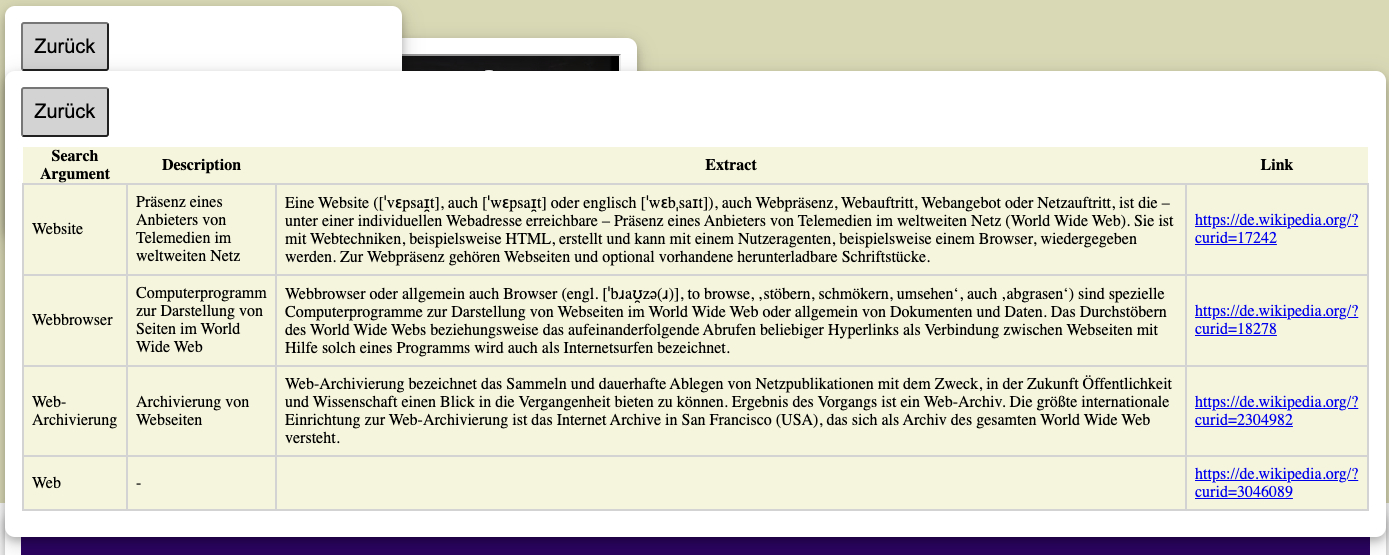 Zurück
Zurück
Search Argument
Description
Extract
Link
Website
Präsenz eines
Anbieters von
Telemedien im
weltweiten Netz
Eine Website ([ˈvɛpsaɪ̯t], auch [ˈwɛpsaɪ̯t] oder englisch [ˈwɛbˌsaɪt]), auch Webpräsenz, Webauftritt, Webangebot oder Netzauftritt, ist die –
unter einer individuellen Webadresse erreichbare – Präsenz eines Anbieters von Telemedien im weltweiten Netz (World Wide Web). Sie ist
mit Webtechniken, beispielsweise HTML, erstellt und kann mit einem Nutzeragenten, beispielsweise einem Browser, wiedergegeben
werden. Zur Webpräsenz gehören Webseiten und optional vorhandene herunterladbare Schriftstücke.
https://de.wikipedia.org/?
curid=17242
Webbrowser
Computerprogramm
zur Darstellung von
Seiten im World
Wide Web
Webbrowser oder allgemein auch Browser (engl. [ˈbɹaʊ̯zə(ɹ)], to browse, ‚stöbern, schmökern, umsehen‘, auch ‚abgrasen‘) sind spezielle
Computerprogramme zur Darstellung von Webseiten im World Wide Web oder allgemein von Dokumenten und Daten. Das Durchstöbern
des World Wide Webs beziehungsweise das aufeinanderfolgende Abrufen beliebiger Hyperlinks als Verbindung zwischen Webseiten mit
Hilfe solch eines Programms wird auch als Internetsurfen bezeichnet.
https://de.wikipedia.org/?
curid=18278
Web-
Archivierung
Archivierung von
Webseiten
Web-Archivierung bezeichnet das Sammeln und dauerhafte Ablegen von Netzpublikationen mit dem Zweck, in der Zukunft Öffentlichkeit
und Wissenschaft einen Blick in die Vergangenheit bieten zu können. Ergebnis des Vorgangs ist ein Web-Archiv. Die größte internationale
Einrichtung zur Web-Archivierung ist das Internet Archive in San Francisco (USA), das sich als Archiv des gesamten World Wide Web
versteht.
https://de.wikipedia.org/?
curid=2304982
Web
-
https://de.wikipedia.org/?
curid=3046089